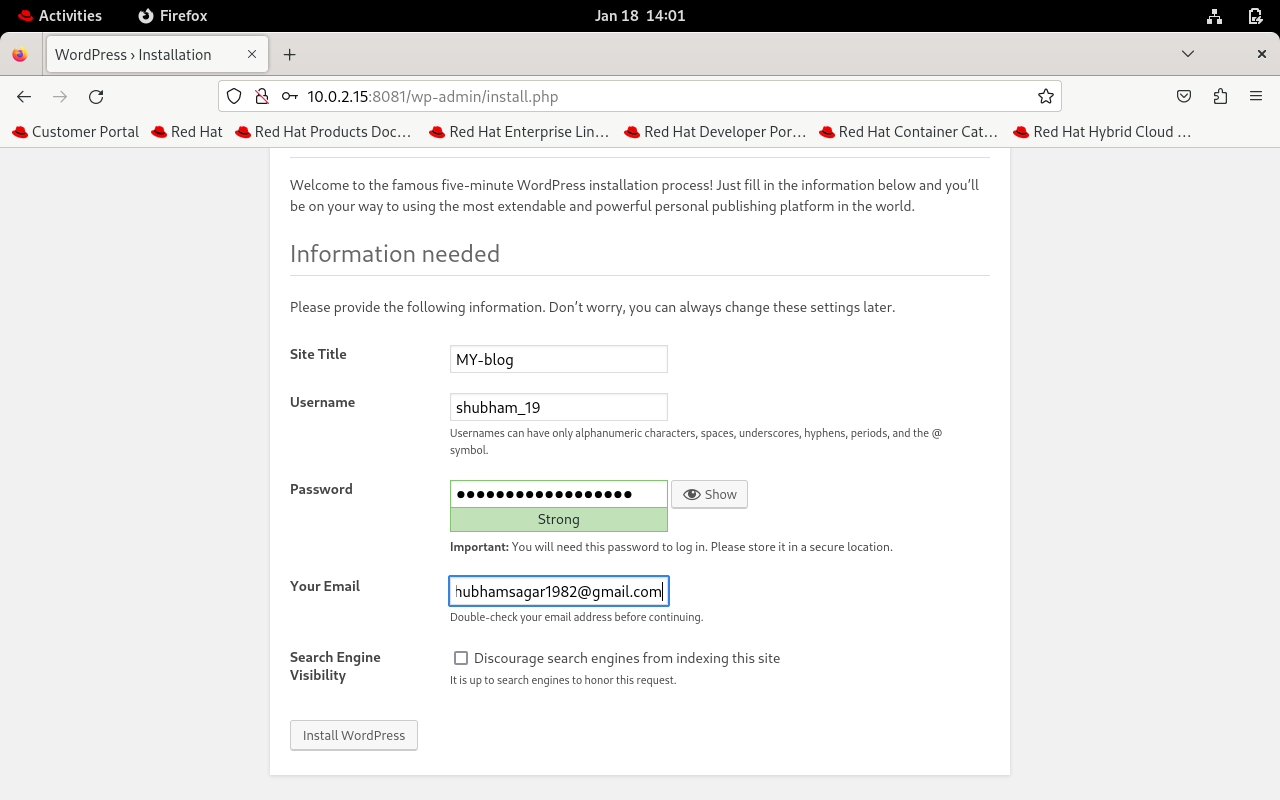 Activities Firefox Jan 18 14:01
WordPress › Installation
10.0.2.15:8081/wp-admin/install.php
Customer Portal Red Hat Red Hat Products Doc… Red Hat Enterprise Lin… Red Hat Developer Por… Red Hat Container Cat… Red Hat Hybrid Cloud …
Welcome to the famous five-minute WordPress installation process! Just fill in the information below and you’ll
be on your way to using the most extendable and powerful personal publishing platform in the world.
Information needed
Please provide the following information. Don’t worry, you can always change these settings later.
Site Title MY-blog
Username shubham_19
Usernames can have only alphanumeric characters, spaces, underscores, hyphens, periods, and the @
symbol.
Password ●●●●●●●●●●●●●●●●●● Show
Strong
Important: You will need this password to log in. Please store it in a secure location.
Your Email hubhamsagar1982@gmail.com
Double-check your email address before continuing.
Search Engine
Visibility
Discourage search engines from indexing this site
It is up to search engines to honor this request.
Install WordPress